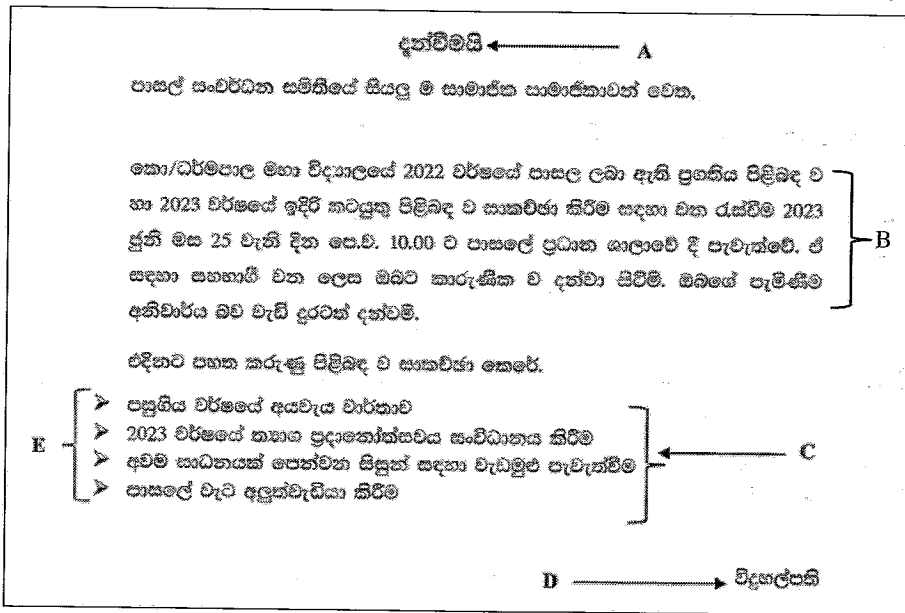 දැන්වීමයි A
පාසල් සංවර්ධන සමිතියේ සියලු ම සාමාජික සාමාජිකාවන් වෙත,
කො/ධර්මපාල මහා විද්‍යාලයේ 2022 වර්ෂයේ පාසල ලබා ඇති ප්‍රගතිය පිළිබඳ ව
හා 2023 වර්ෂයේ ඉදිරි කටයුතු පිළිබඳ ව සාකච්ඡා කිරීම සඳහා වන රැස්වීම 2023
ජුනි මස 25 වැනි දින පෙ.ව. 10.00 ට පාසලේ ප්‍රධාන ශාලාවේ දී පැවැත්වේ. ඒ
සඳහා සහභාගී වන ලෙස ඔබට කාරුණික ව දන්වා සිටිමි. ඔබගේ පැමිණීම
අනිවාර්ය බව වැඩි දුරටත් දන්වමි.
B
එදිනට පහත කරුණු පිළිබඳ ව සාකච්ඡා කෙරේ.
E
➤ පසුගිය වර්ෂයේ අයවැය වාර්තාව
➤ 2023 වර්ෂයේ ත්‍යාග ප්‍රදානෝත්සවය සංවිධානය කිරීම
➤ අවම සාධනයක් පෙන්වන සිසුන් සඳහා වැඩමුළු පැවැත්වීම
➤ පාසලේ වැට අලුත්වැඩියා කිරීම
C
D විදුහල්පති